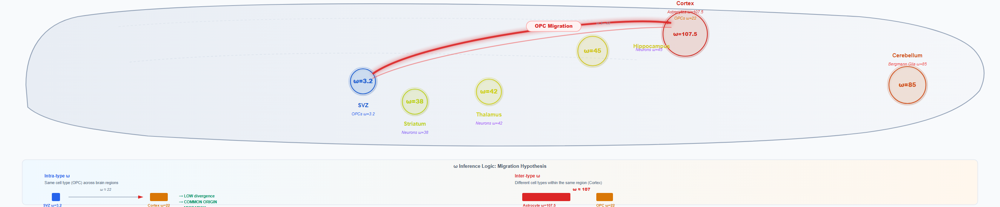 Cortex
Astrocytes ω=107.5
OPCs ω=22
OPC Migration
ω=107.5
Hippocampus
Neurons ω=45
ω=45
Cerebellum
Bergmann Glia ω=85
ω=85
ω=3.2
SVZ
OPCs ω=3.2
ω=38
Striatum
Neurons ω=38
ω=42
Thalamus
Neurons ω=42
ω Inference Logic: Migration Hypothesis
Intra-type ω
Same cell type (OPC) across brain regions
ω ≈ 22
SVZ ω=3.2
Cortex ω=22
→ LOW divergence
→ COMMON ORIGIN
Inter-type ω
Different cell types within the same region (Cortex)
ω ≈ 107
Astrocyte ω=107.5
OPC ω=22